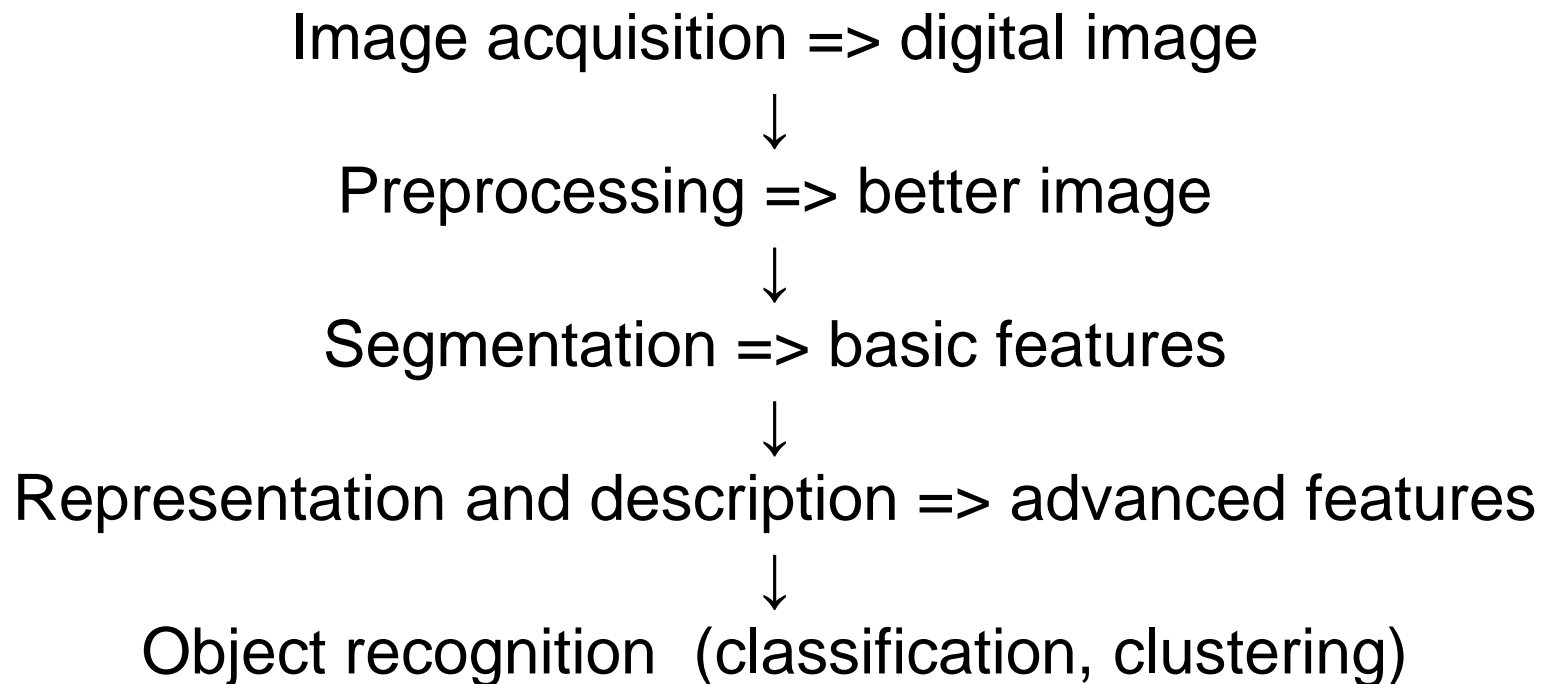 Image acquisition => digital image
↓
Preprocessing => better image
↓
Segmentation => basic features
↓
Representation and description => advanced features
↓
Object recognition  (classification, clustering)